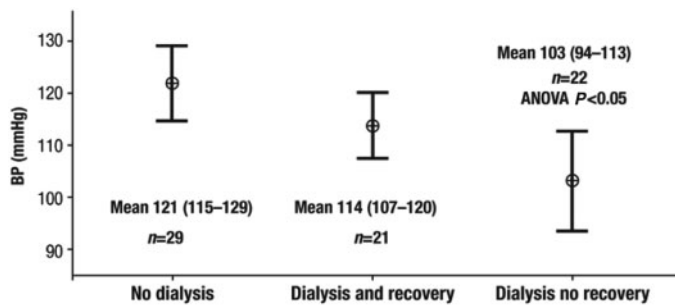 BP (mmHg)
130
120
110
100
90
Mean 121 (115–129)
n=29
Mean 114 (107–120)
n=21
Mean 103 (94–113)
n=22
ANOVA P<0.05
No dialysis
Dialysis and recovery
Dialysis no recovery